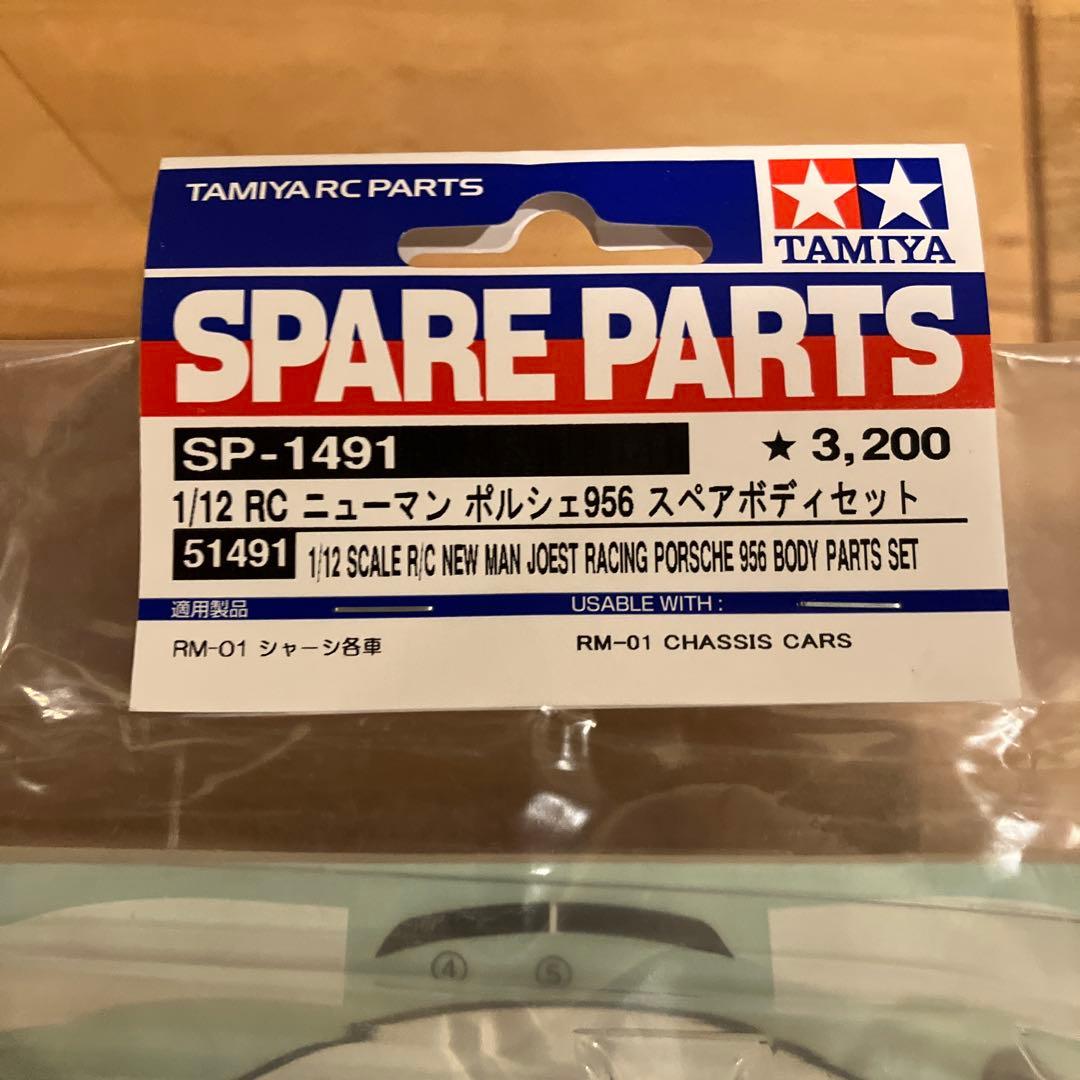 TAMIYA RC PARTS
TAMIYA
SPARE PARTS
SP-1491
★ 3,200
1/12 RC ニューマン ポルシェ956 スペアボディセット
51491 1/12 SCALE R/C NEW MAN JOEST RACING PORSCHE 956 BODY PARTS SET
適用製品
USABLE WITH :
RM-01 シャーシ各車
RM-01 CHASSIS CARS
④ ⑤